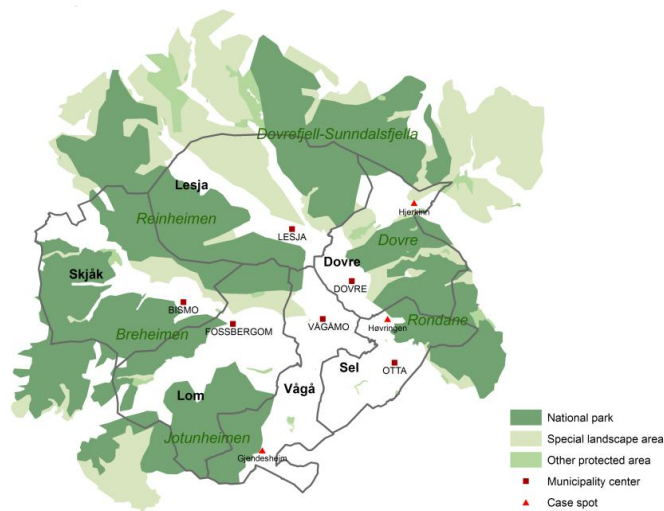 Dovrefjell-Sunndalsfjella
Lesja
Reinheimen
Hjerkinn
LESJA
Dovre
Dovre
Skjåk
DOVRE
BISMO
FOSSBERGOM
VÅGÅMO
Høvringen
Rondane
Breheimen
Sel
OTTA
Lom
Vågå
Jotunheimen
Gjendesheim
National park
Special landscape area
Other protected area
Municipality center
Case spot